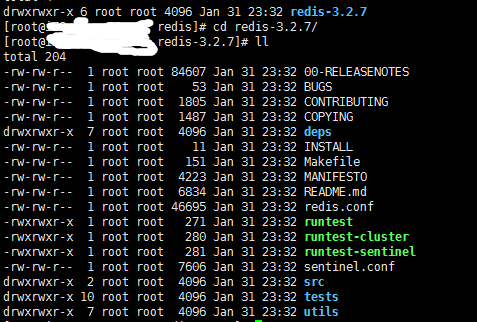 drwxrwxr-x 6 root root 4096 Jan 31 23:32 redis-3.2.7
[root@ redis]# cd redis-3.2.7/
[root@ redis-3.2.7]# ll
total 204
-rw-rw-r-- 1 root root 84607 Jan 31 23:32 00-RELEASENOTES
-rw-rw-r-- 1 root root 53 Jan 31 23:32 BUGS
-rw-rw-r-- 1 root root 1805 Jan 31 23:32 CONTRIBUTING
-rw-rw-r-- 1 root root 1487 Jan 31 23:32 COPYING
drwxrwxr-x 7 root root 4096 Jan 31 23:32 deps
-rw-rw-r-- 1 root root 11 Jan 31 23:32 INSTALL
-rw-rw-r-- 1 root root 151 Jan 31 23:32 Makefile
-rw-rw-r-- 1 root root 4223 Jan 31 23:32 MANIFESTO
-rw-rw-r-- 1 root root 6834 Jan 31 23:32 README.md
-rw-rw-r-- 1 root root 46695 Jan 31 23:32 redis.conf
-rwxrwxr-x 1 root root 271 Jan 31 23:32 runtest
-rwxrwxr-x 1 root root 280 Jan 31 23:32 runtest-cluster
-rwxrwxr-x 1 root root 281 Jan 31 23:32 runtest-sentinel
-rw-rw-r-- 1 root root 7606 Jan 31 23:32 sentinel.conf
drwxrwxr-x 2 root root 4096 Jan 31 23:32 src
drwxrwxr-x 10 root root 4096 Jan 31 23:32 tests
drwxrwxr-x 7 root root 4096 Jan 31 23:32 utils